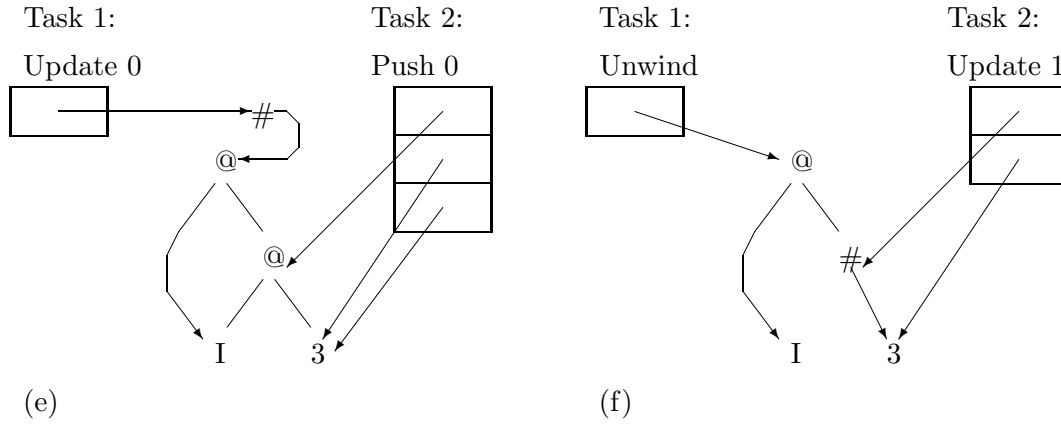 Task 1:
Task 2:
Update 0
Push 0
#
@
@
I
3
(e)
Task 1:
Task 2:
Unwind
Update 1
@
#
I
3
(f)